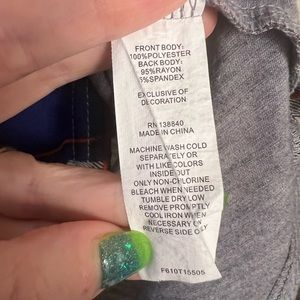 FRONT BODY:
100%POLYESTER
BACK BODY:
95%RAYON
5%SPANDEX
EXCLUSIVE OF
DECORATION
RN 138840
MADE IN CHINA
MACHINE WASH COLD
SEPARATELY OR
WITH LIKE COLORS
INSIDE OUT
ONLY NON-CHLORINE
BLEACH WHEN NEEDED
TUMBLE DRY LOW
REMOVE PROMPTLY
COOL IRON WHEN
NECESSARY ON
REVERSE SIDE ONLY
F610T15505